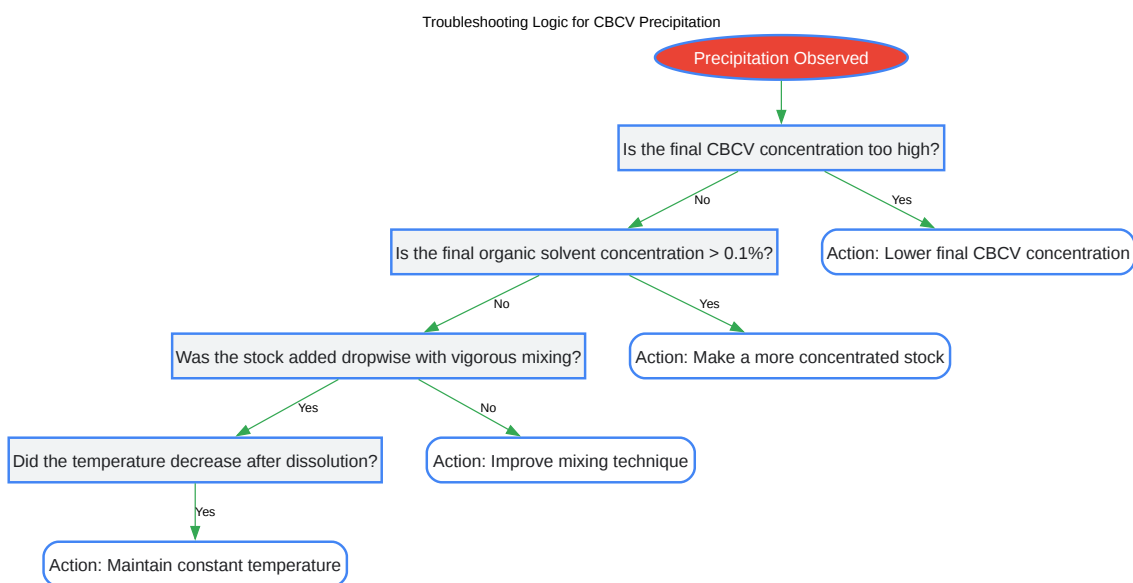 Troubleshooting Logic for CBCV Precipitation
Precipitation Observed
Is the final CBCV concentration too high?
No
Yes
Is the final organic solvent concentration > 0.1%?
Action: Lower final CBCV concentration
No
Yes
Was the stock added dropwise with vigorous mixing?
Action: Make a more concentrated stock
Yes
No
Did the temperature decrease after dissolution?
Action: Improve mixing technique
Yes
Action: Maintain constant temperature